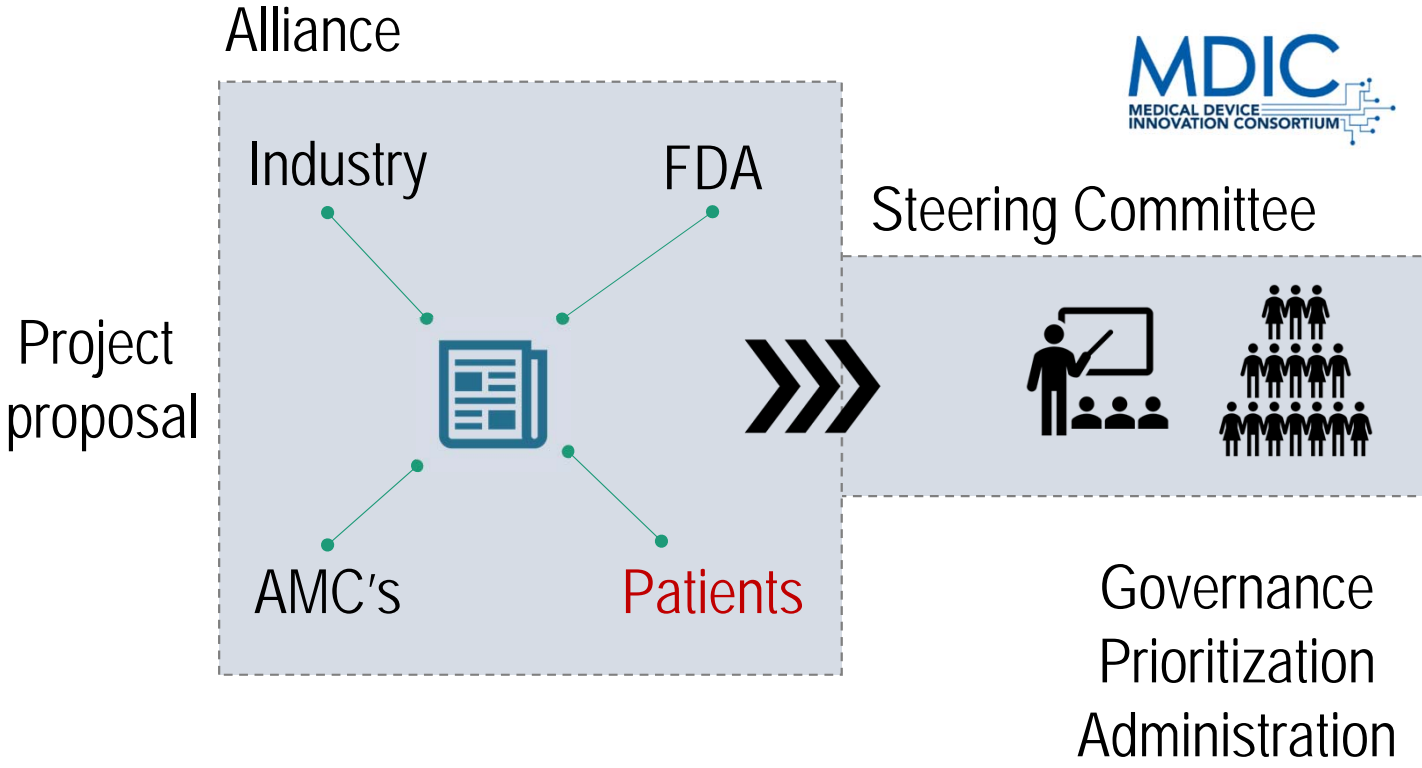 Alliance
MDIC
MEDICAL DEVICE
INNOVATION CONSORTIUM
Industry
FDA
Steering Committee
Project
proposal
AMC's
Patients
Governance
Prioritization
Administration